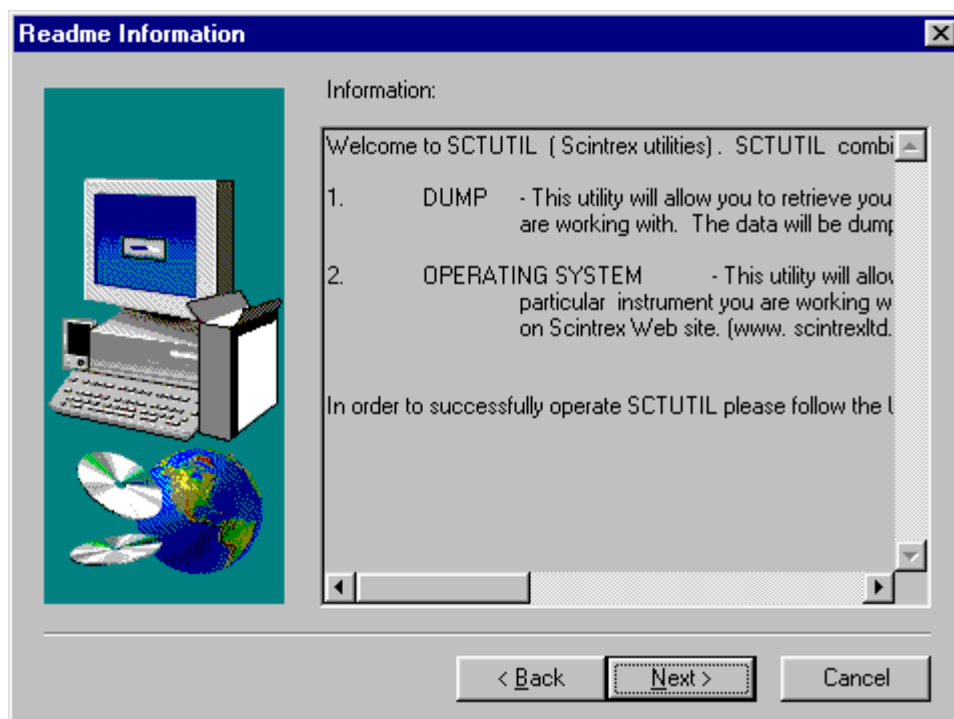 Readme Information
Information:
Welcome to SCTUTIL ( Scintrex utilities) . SCTUTIL combi
1. DUMP - This utility will allow you to retrieve you
are working with. The data will be dump
2. OPERATING SYSTEM - This utility will allow
particular instrument you are working w
on Scintrex Web site. (www. scintrexltd.
In order to successfully operate SCTUTIL please follow the
< Back
Next >
Cancel